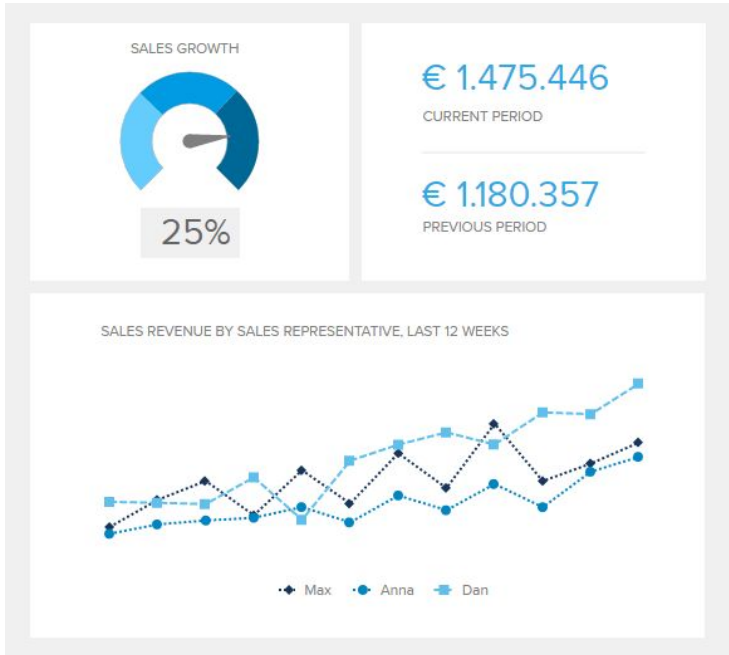 SALES GROWTH
25%
€ 1.475.446
CURRENT PERIOD
€ 1.180.357
PREVIOUS PERIOD
SALES REVENUE BY SALES REPRESENTATIVE, LAST 12 WEEKS
Max Anna Dan